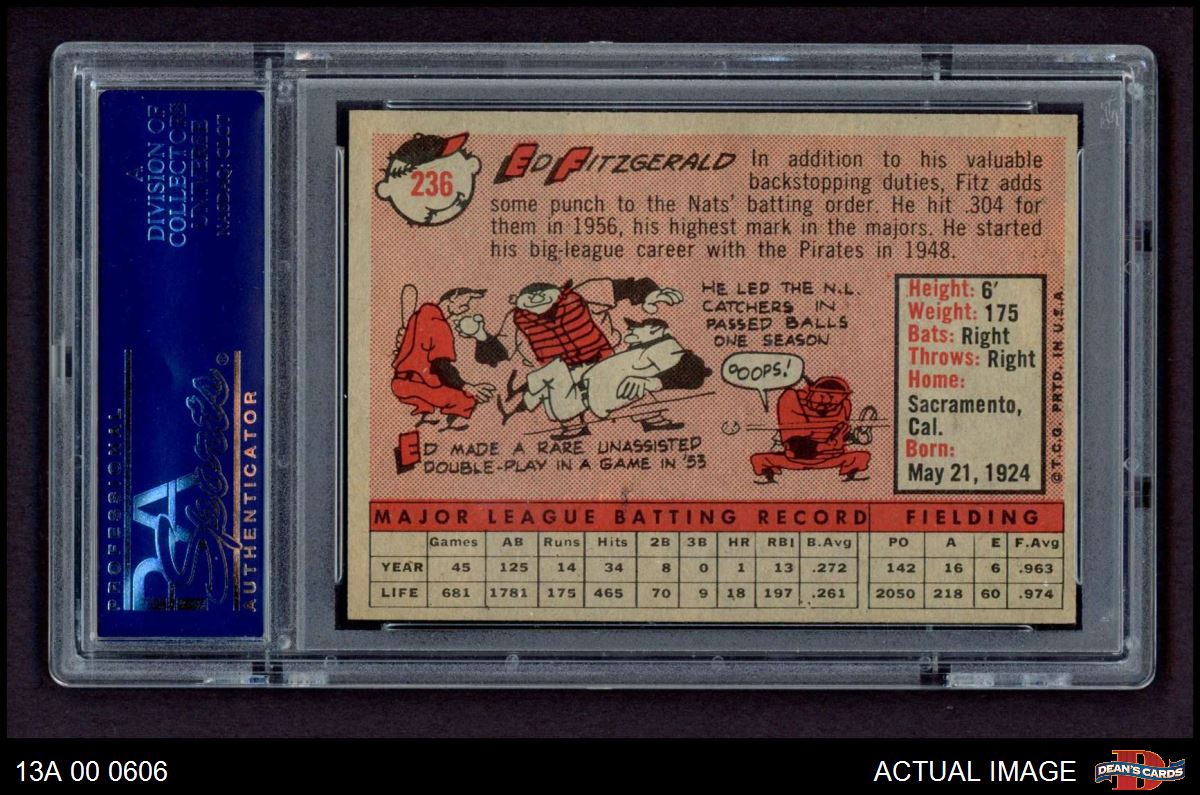 A
DIVISION OF
COLLECTORS
UNIVERSE
NASDAQ: CLCT
PROFESSIONAL
PSA
Sports
AUTHENTICATOR
236
ED FITZGERALD
In addition to his valuable
backstopping duties, Fitz adds
some punch to the Nats' batting order. He hit .304 for
them in 1956, his highest mark in the majors. He started
his big-league career with the Pirates in 1948.
HE LED THE N.L.
CATCHERS IN
PASSED BALLS
ONE SEASON
OOOPS!
ED MADE A RARE UNASSISTED
DOUBLE-PLAY IN A GAME IN '53
Height: 6'
Weight: 175
Bats: Right
Throws: Right
Home:
Sacramento,
Cal.
Born:
May 21, 1924
© T.C.G. PRTD. IN U.S.A.
MAJOR LEAGUE BATTING RECORD FIELDING
Games AB Runs Hits 2B 3B HR RBI B.Avg PO A E F.Avg
YEAR 45 125 14 34 8 0 1 13 .272 142 16 6 .963
LIFE 681 1781 175 465 70 9 18 197 .261 2050 218 60 .974
13A 00 0606
ACTUAL IMAGE
D
DEAN'S CARDS